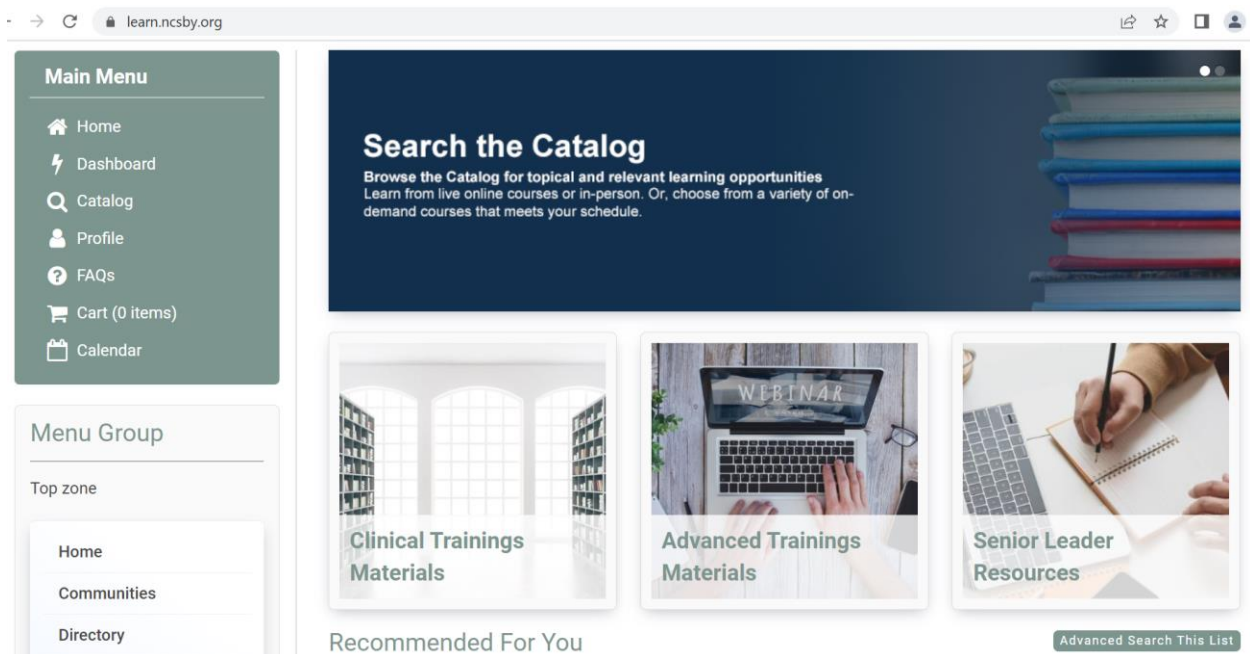 learn.ncsby.org
Main Menu
Home
Dashboard
Catalog
Profile
FAQs
Cart (0 items)
Calendar
Menu Group
Top zone
Home
Communities
Directory
Search the Catalog
Browse the Catalog for topical and relevant learning opportunities
Learn from live online courses or in-person. Or, choose from a variety of on-
demand courses that meets your schedule.
Clinical Trainings
Materials
WEBINAR
Advanced Trainings
Materials
Senior Leader
Resources
Recommended For You
Advanced Search This List